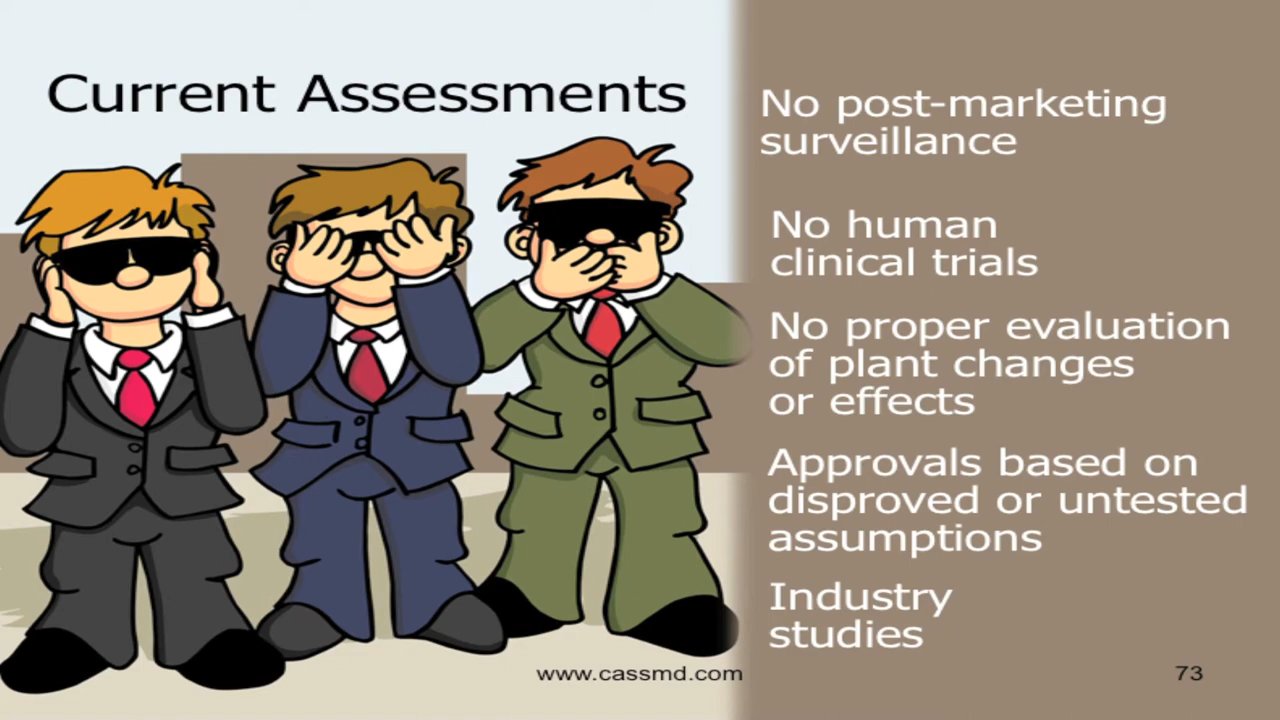 Current Assessments
No post-marketing
surveillance
No human
clinical trials
No proper evaluation
of plant changes
or effects
Approvals based on
disproved or untested
assumptions
Industry
studies
www.cassmd.com
73